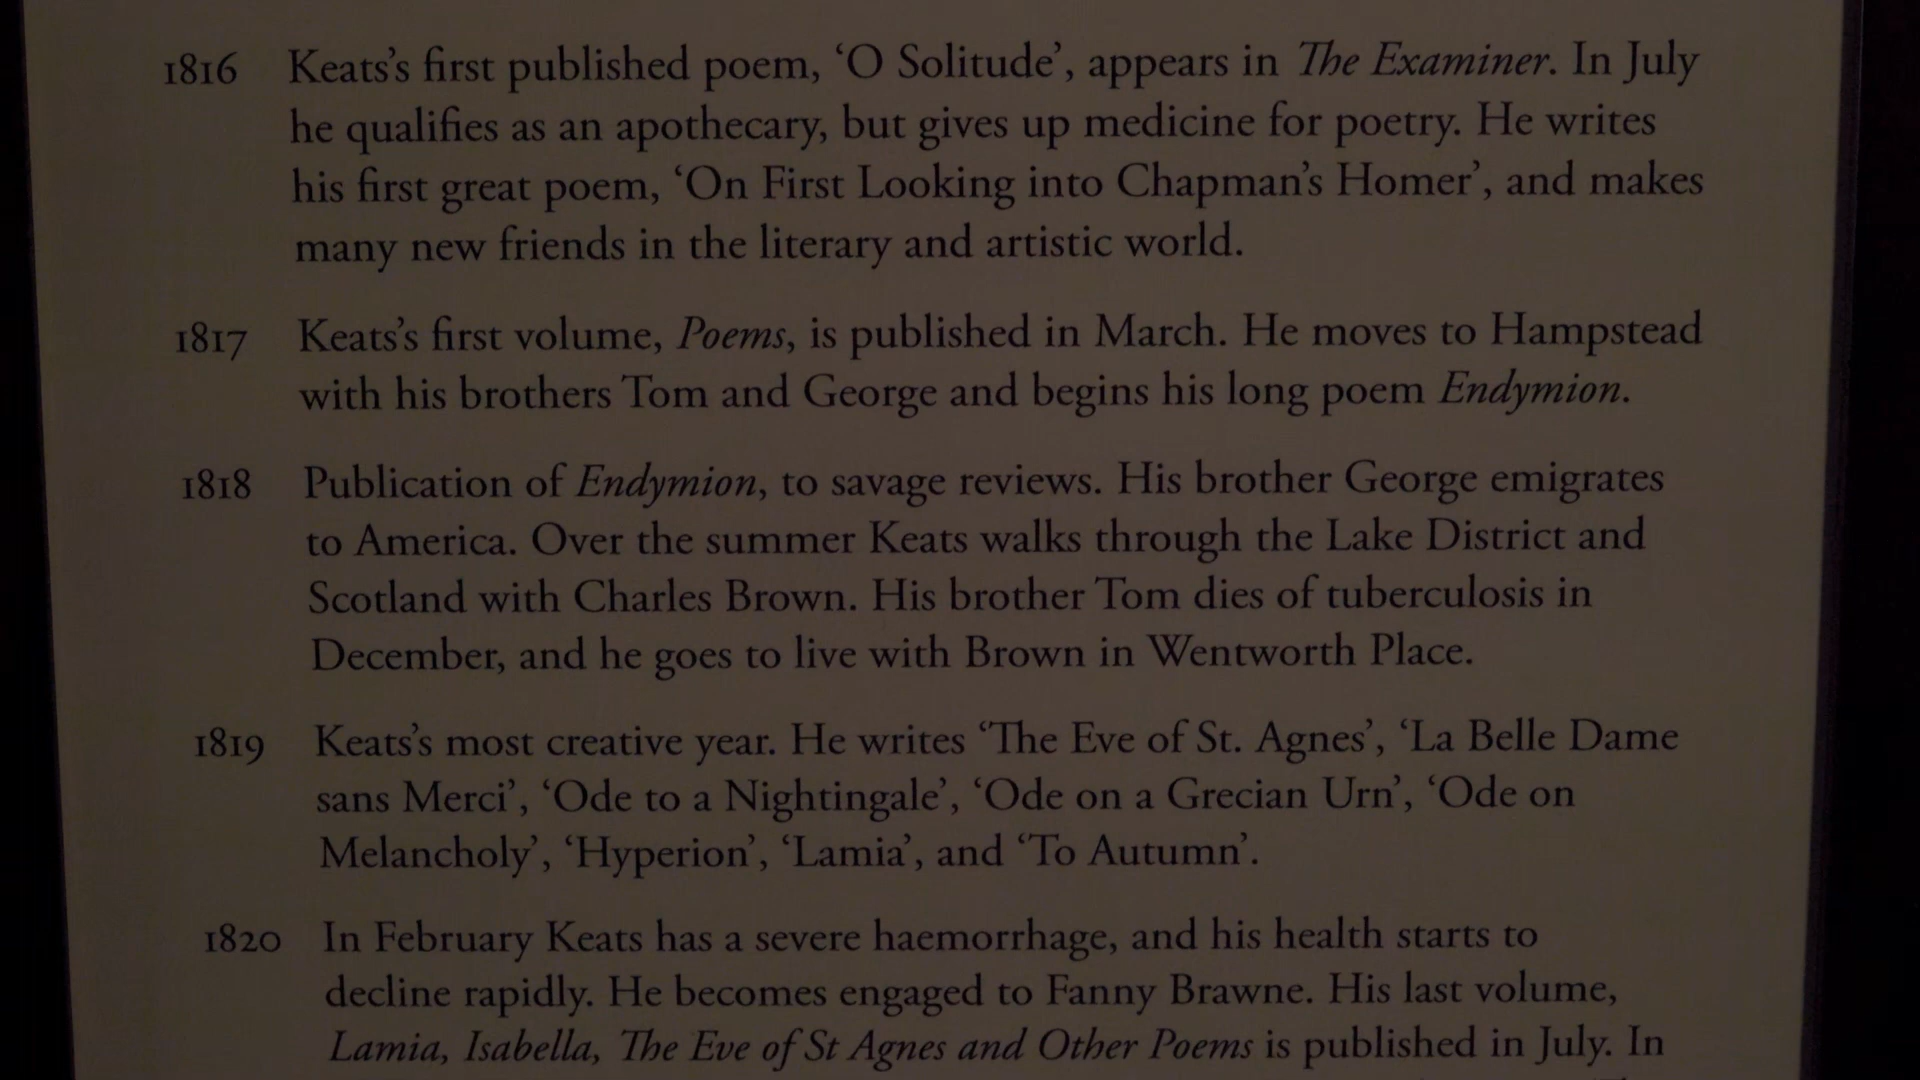 1816 Keats’s first published poem, ‘O Solitude’, appears in The Examiner. In July
he qualifies as an apothecary, but gives up medicine for poetry. He writes
his first great poem, ‘On First Looking into Chapman’s Homer’, and makes
many new friends in the literary and artistic world.
1817 Keats’s first volume, Poems, is published in March. He moves to Hampstead
with his brothers Tom and George and begins his long poem Endymion.
1818 Publication of Endymion, to savage reviews. His brother George emigrates
to America. Over the summer Keats walks through the Lake District and
Scotland with Charles Brown. His brother Tom dies of tuberculosis in
December, and he goes to live with Brown in Wentworth Place.
1819 Keats’s most creative year. He writes ‘The Eve of St. Agnes’, ‘La Belle Dame
sans Merci’, ‘Ode to a Nightingale’, ‘Ode on a Grecian Urn’, ‘Ode on
Melancholy’, ‘Hyperion’, ‘Lamia’, and ‘To Autumn’.
1820 In February Keats has a severe haemorrhage, and his health starts to
decline rapidly. He becomes engaged to Fanny Brawne. His last volume,
Lamia, Isabella, The Eve of St Agnes and Other Poems is published in July. In